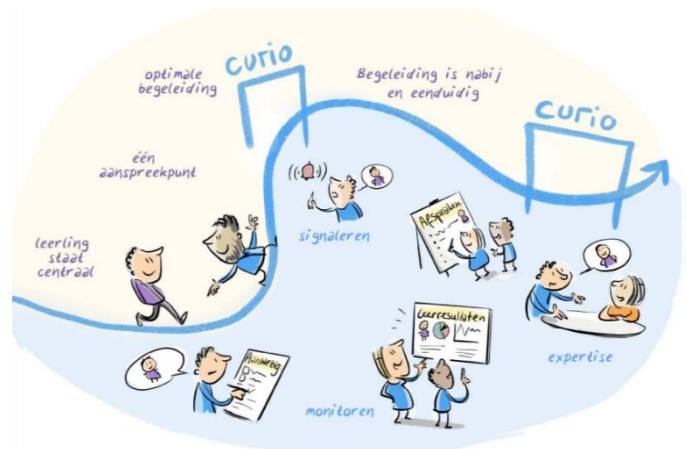 optimale
begeleiding
curio
Begeleiding is nabij
en eenduidig
curio
één
aanspreekpunt
leerling
staat
centraal
signaleren
Afspraken
Leerresultaten
expertise
Aanwezig
monitoren